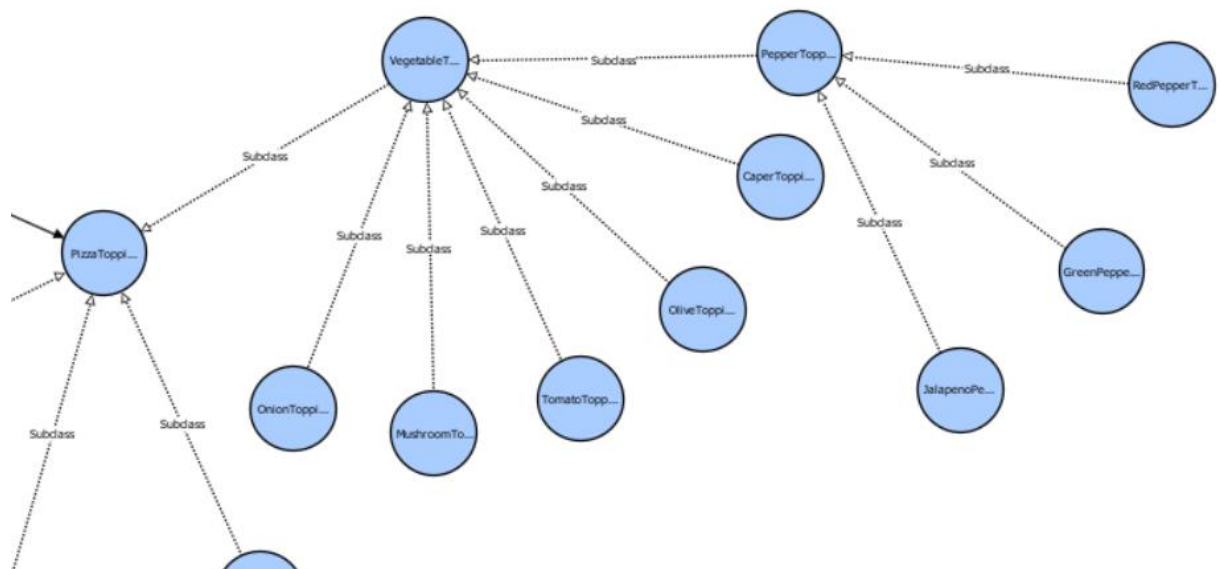 VegetableT....
Subclass
PepperTopp....
Subclass
RedPepperT....
Subclass
CaperToppi....
Subclass
Subclass
Subclass
Subclass
Subclass
Subclass
Subclass
PizzaToppi....
GreenPeppe....
OliveToppi....
JalapenoPe....
TomatoTopp....
OnionToppi....
MushroomTo....
Subclass
Subclass